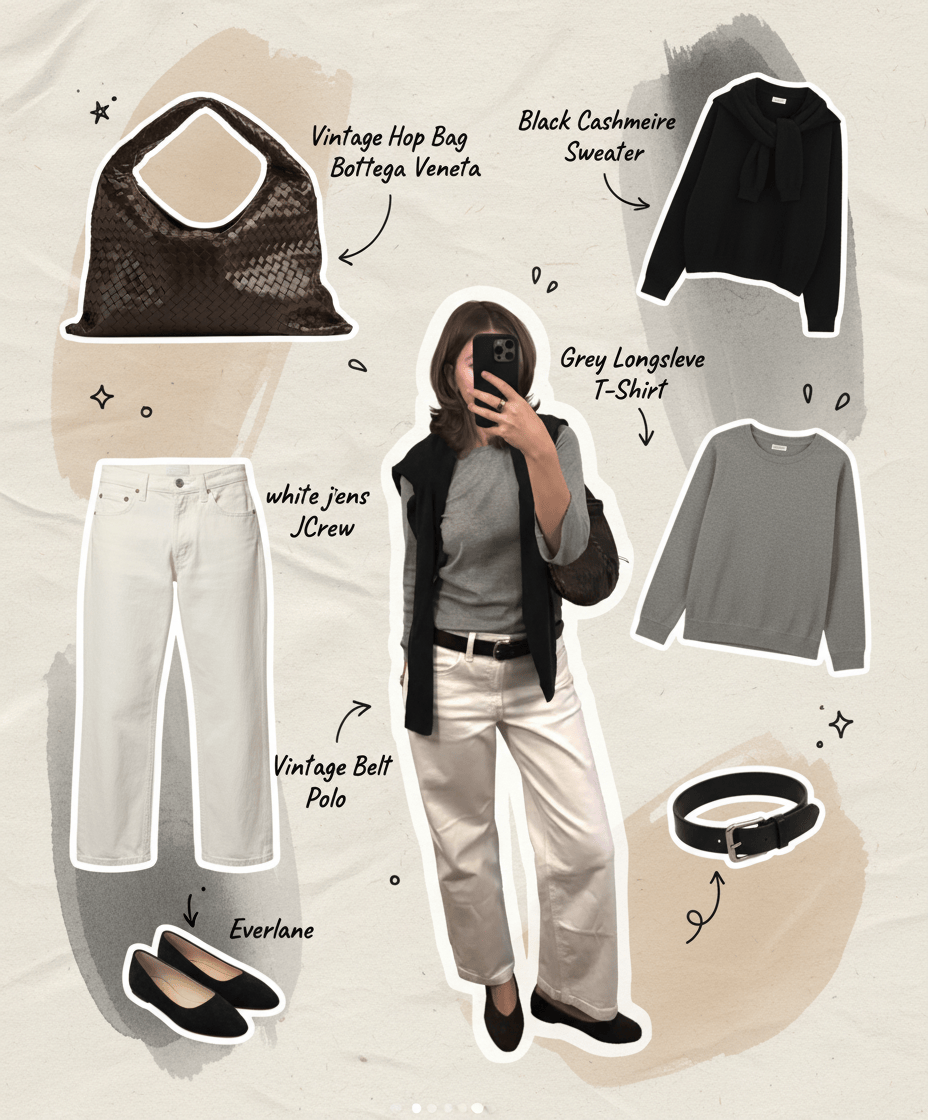 Vintage Hop Bag
Bottega Veneta
Black Cashmeire
Sweater
Grey Longsleve
T-Shirt
white jens
JCrew
Vintage Belt
Polo
Everlane